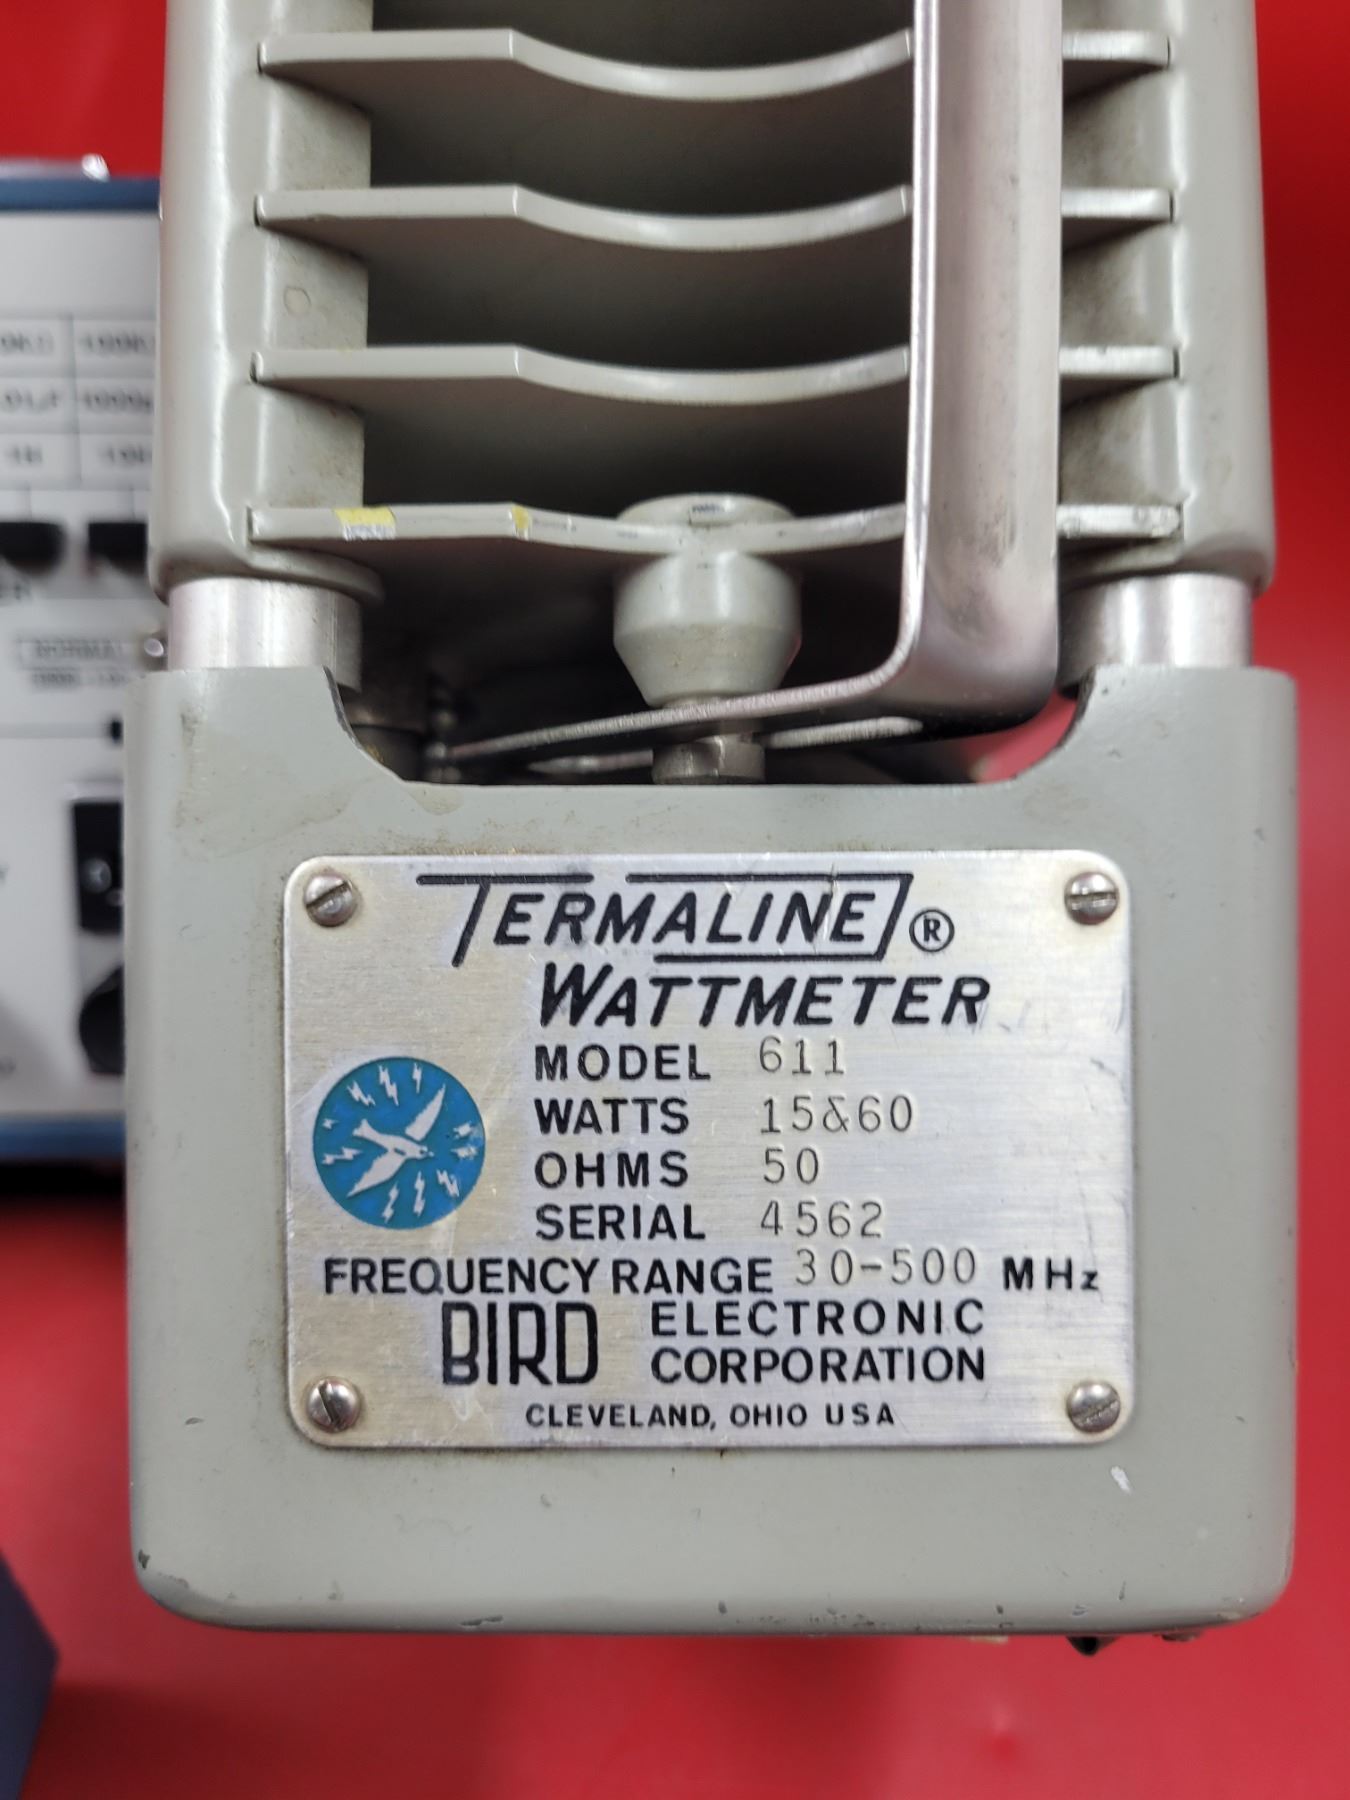 TERMALINE®
WATTMETER
MODEL 611
WATTS 15&60
OHMS 50
SERIAL 4562
FREQUENCY RANGE 30-500 MHz
BIRD ELECTRONIC
CORPORATION
CLEVELAND, OHIO USA